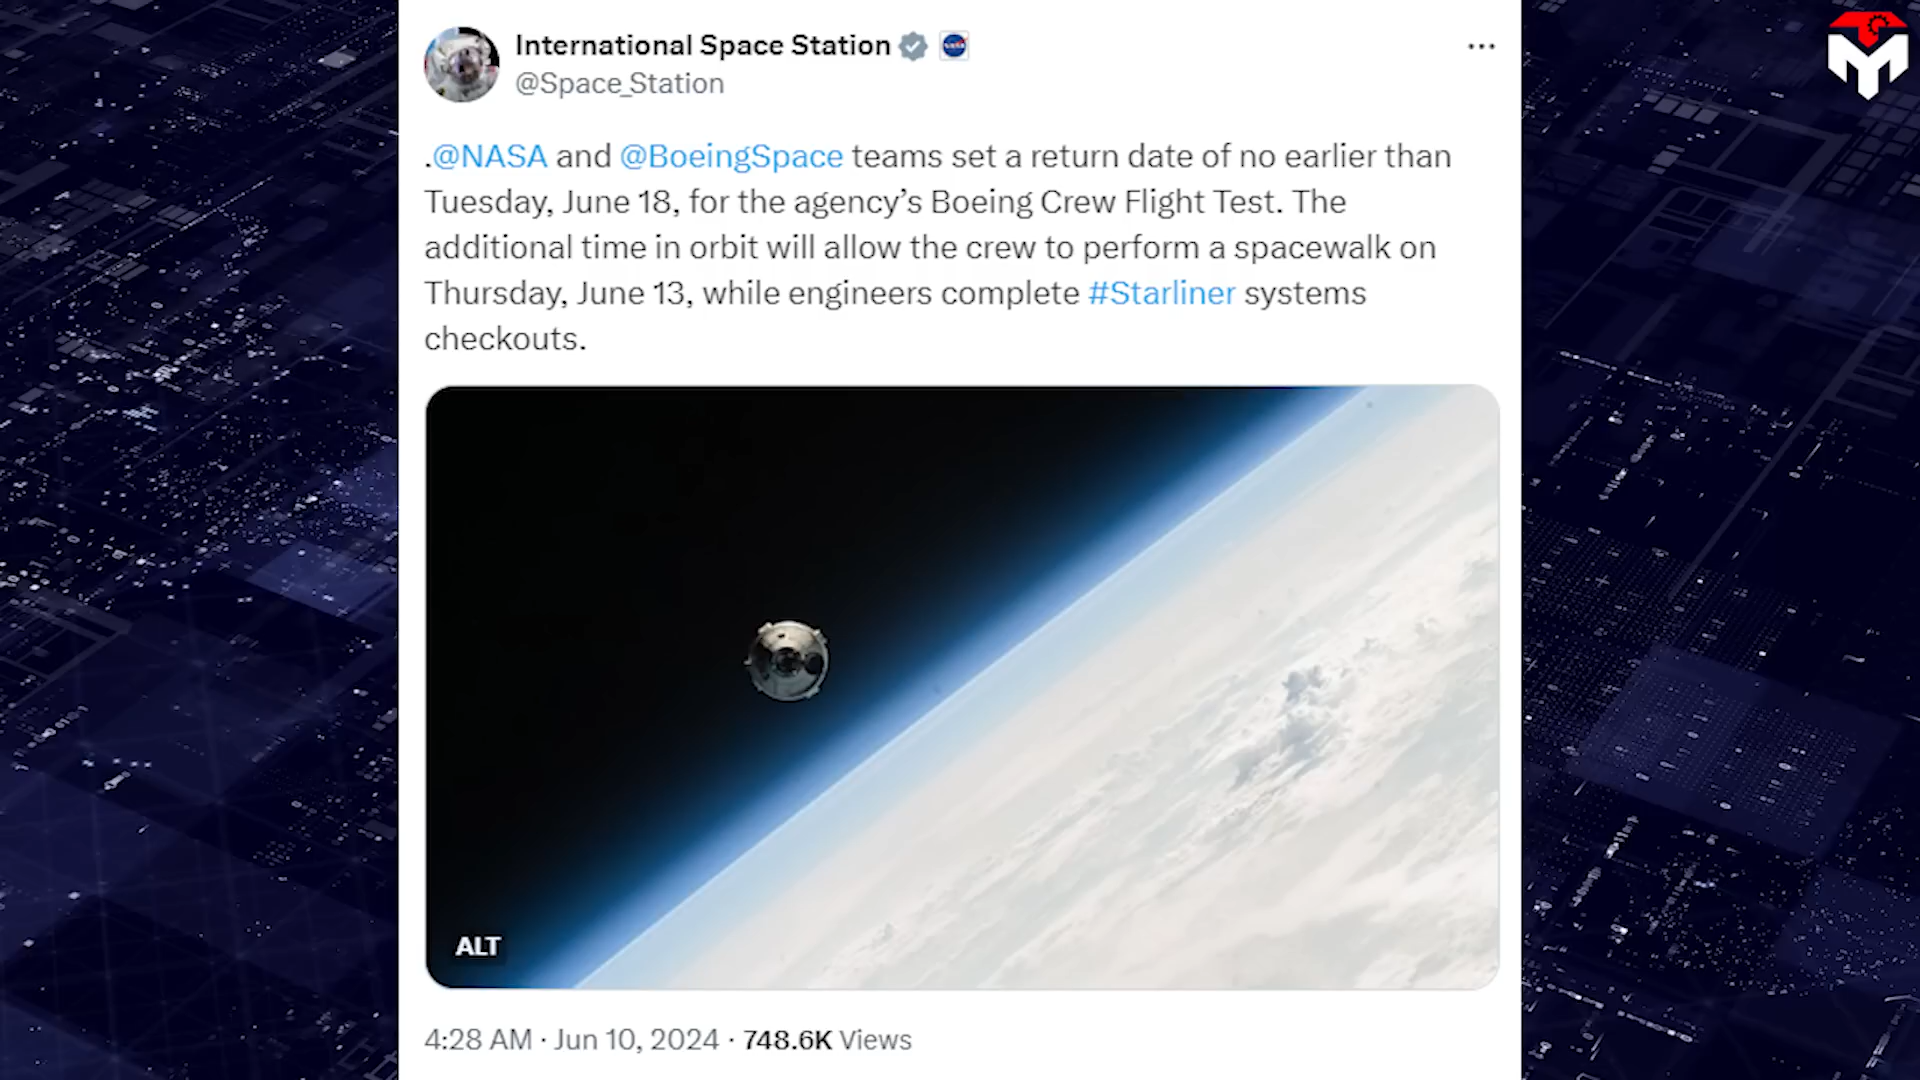 International Space Station
@Space_Station
.@NASA and @BoeingSpace teams set a return date of no earlier than
Tuesday, June 18, for the agency’s Boeing Crew Flight Test. The
additional time in orbit will allow the crew to perform a spacewalk on
Thursday, June 13, while engineers complete #Starliner systems
checkouts.
ALT
4:28 AM · Jun 10, 2024 · 748.6K Views